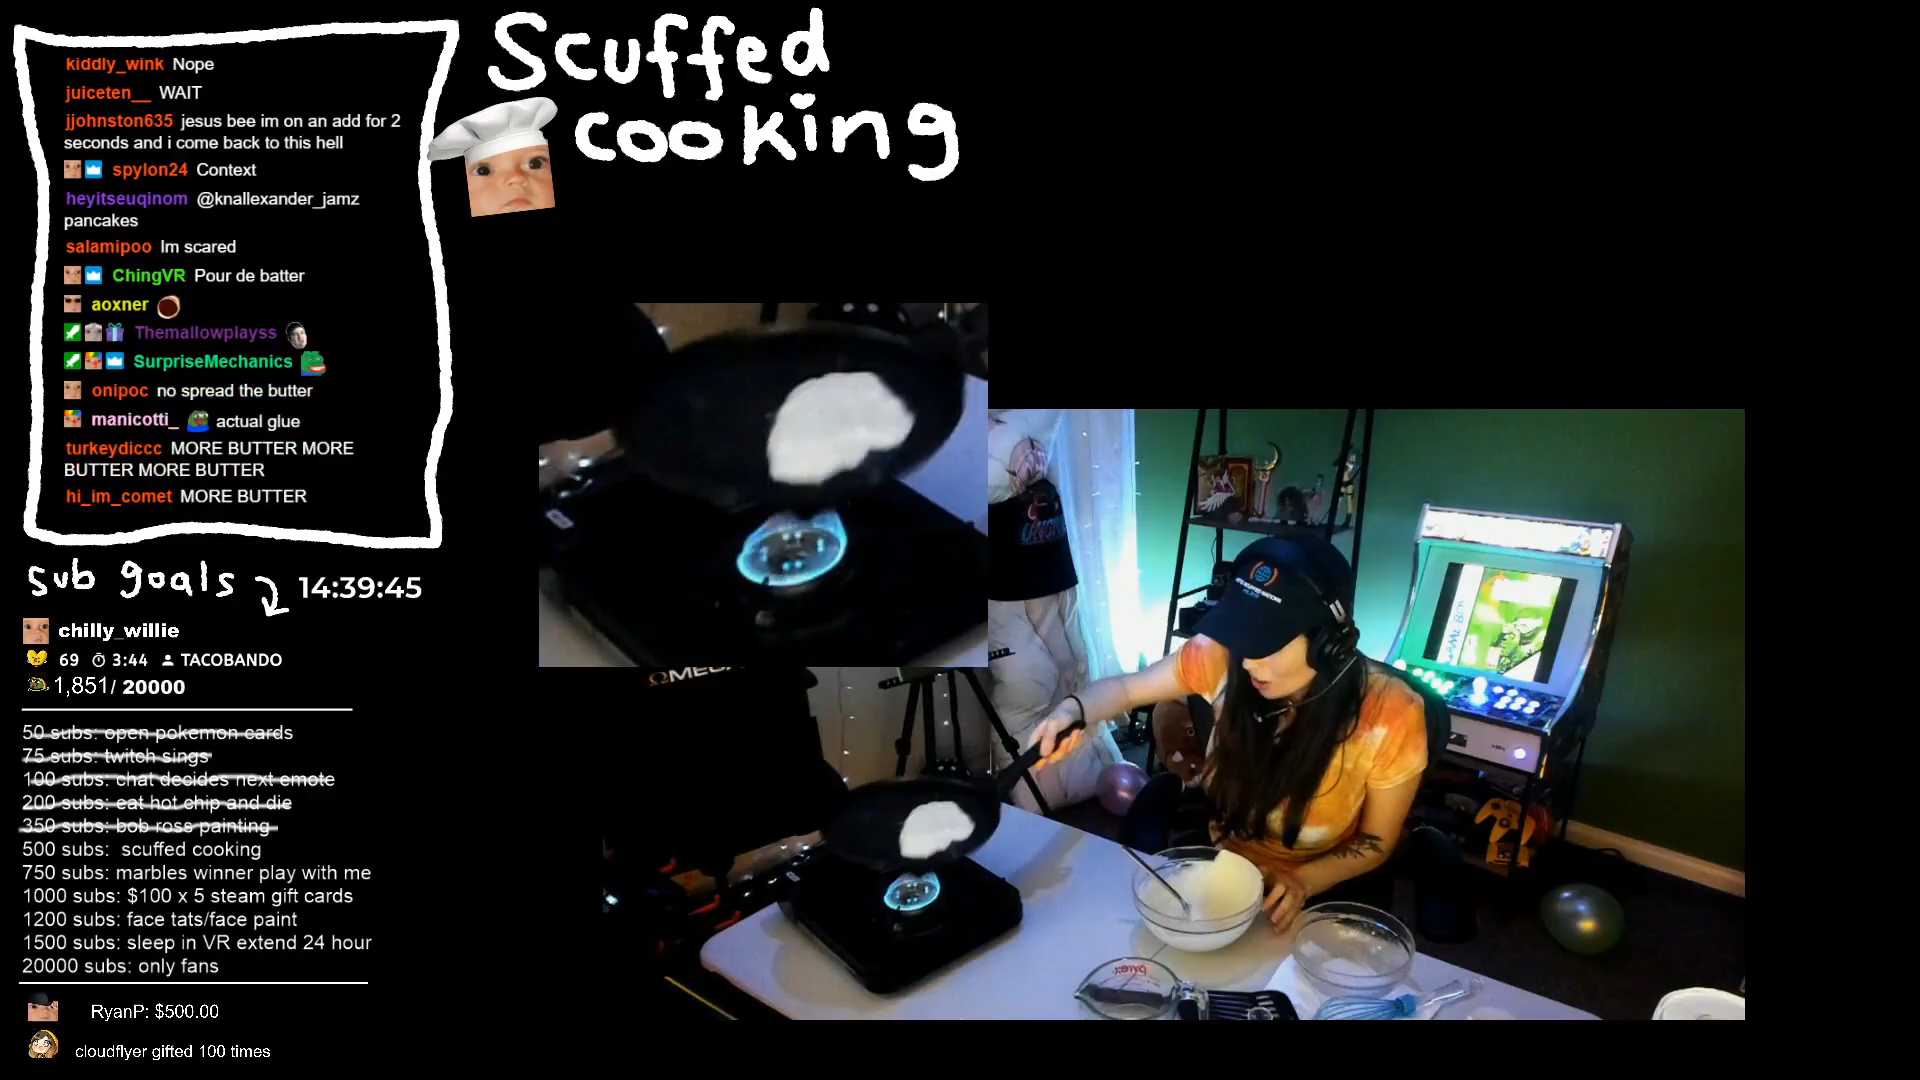 Scuffed
cooking
kiddly_wink Nope
juiceten__ WAIT
jjohnston635 jesus bee im on an add for 2
seconds and i come back to this hell
spylon24 Context
heyitseuqinom @knallexander_jamz
pancakes
salamipoo Im scared
ChingVR Pour de batter
aoxner
Themallowplayss
SurpriseMechanics
onipoc no spread the butter
manicotti_ actual glue
turkeydiccc MORE BUTTER MORE
BUTTER MORE BUTTER
hi_im_comet MORE BUTTER
sub goals 14:39:45
chilly_willie
69 3:44 TACOBANDO
1,851/ 20000
50 subs: open pokemon cards
75 subs: twitch sings
100 subs: chat decides next emote
200 subs: eat hot chip and die
350 subs: bob ross painting
500 subs: scuffed cooking
750 subs: marbles winner play with me
1000 subs: $100 x 5 steam gift cards
1200 subs: face tats/face paint
1500 subs: sleep in VR extend 24 hour
20000 subs: only fans
RyanP: $500.00
cloudflyer gifted 100 times
PYREX